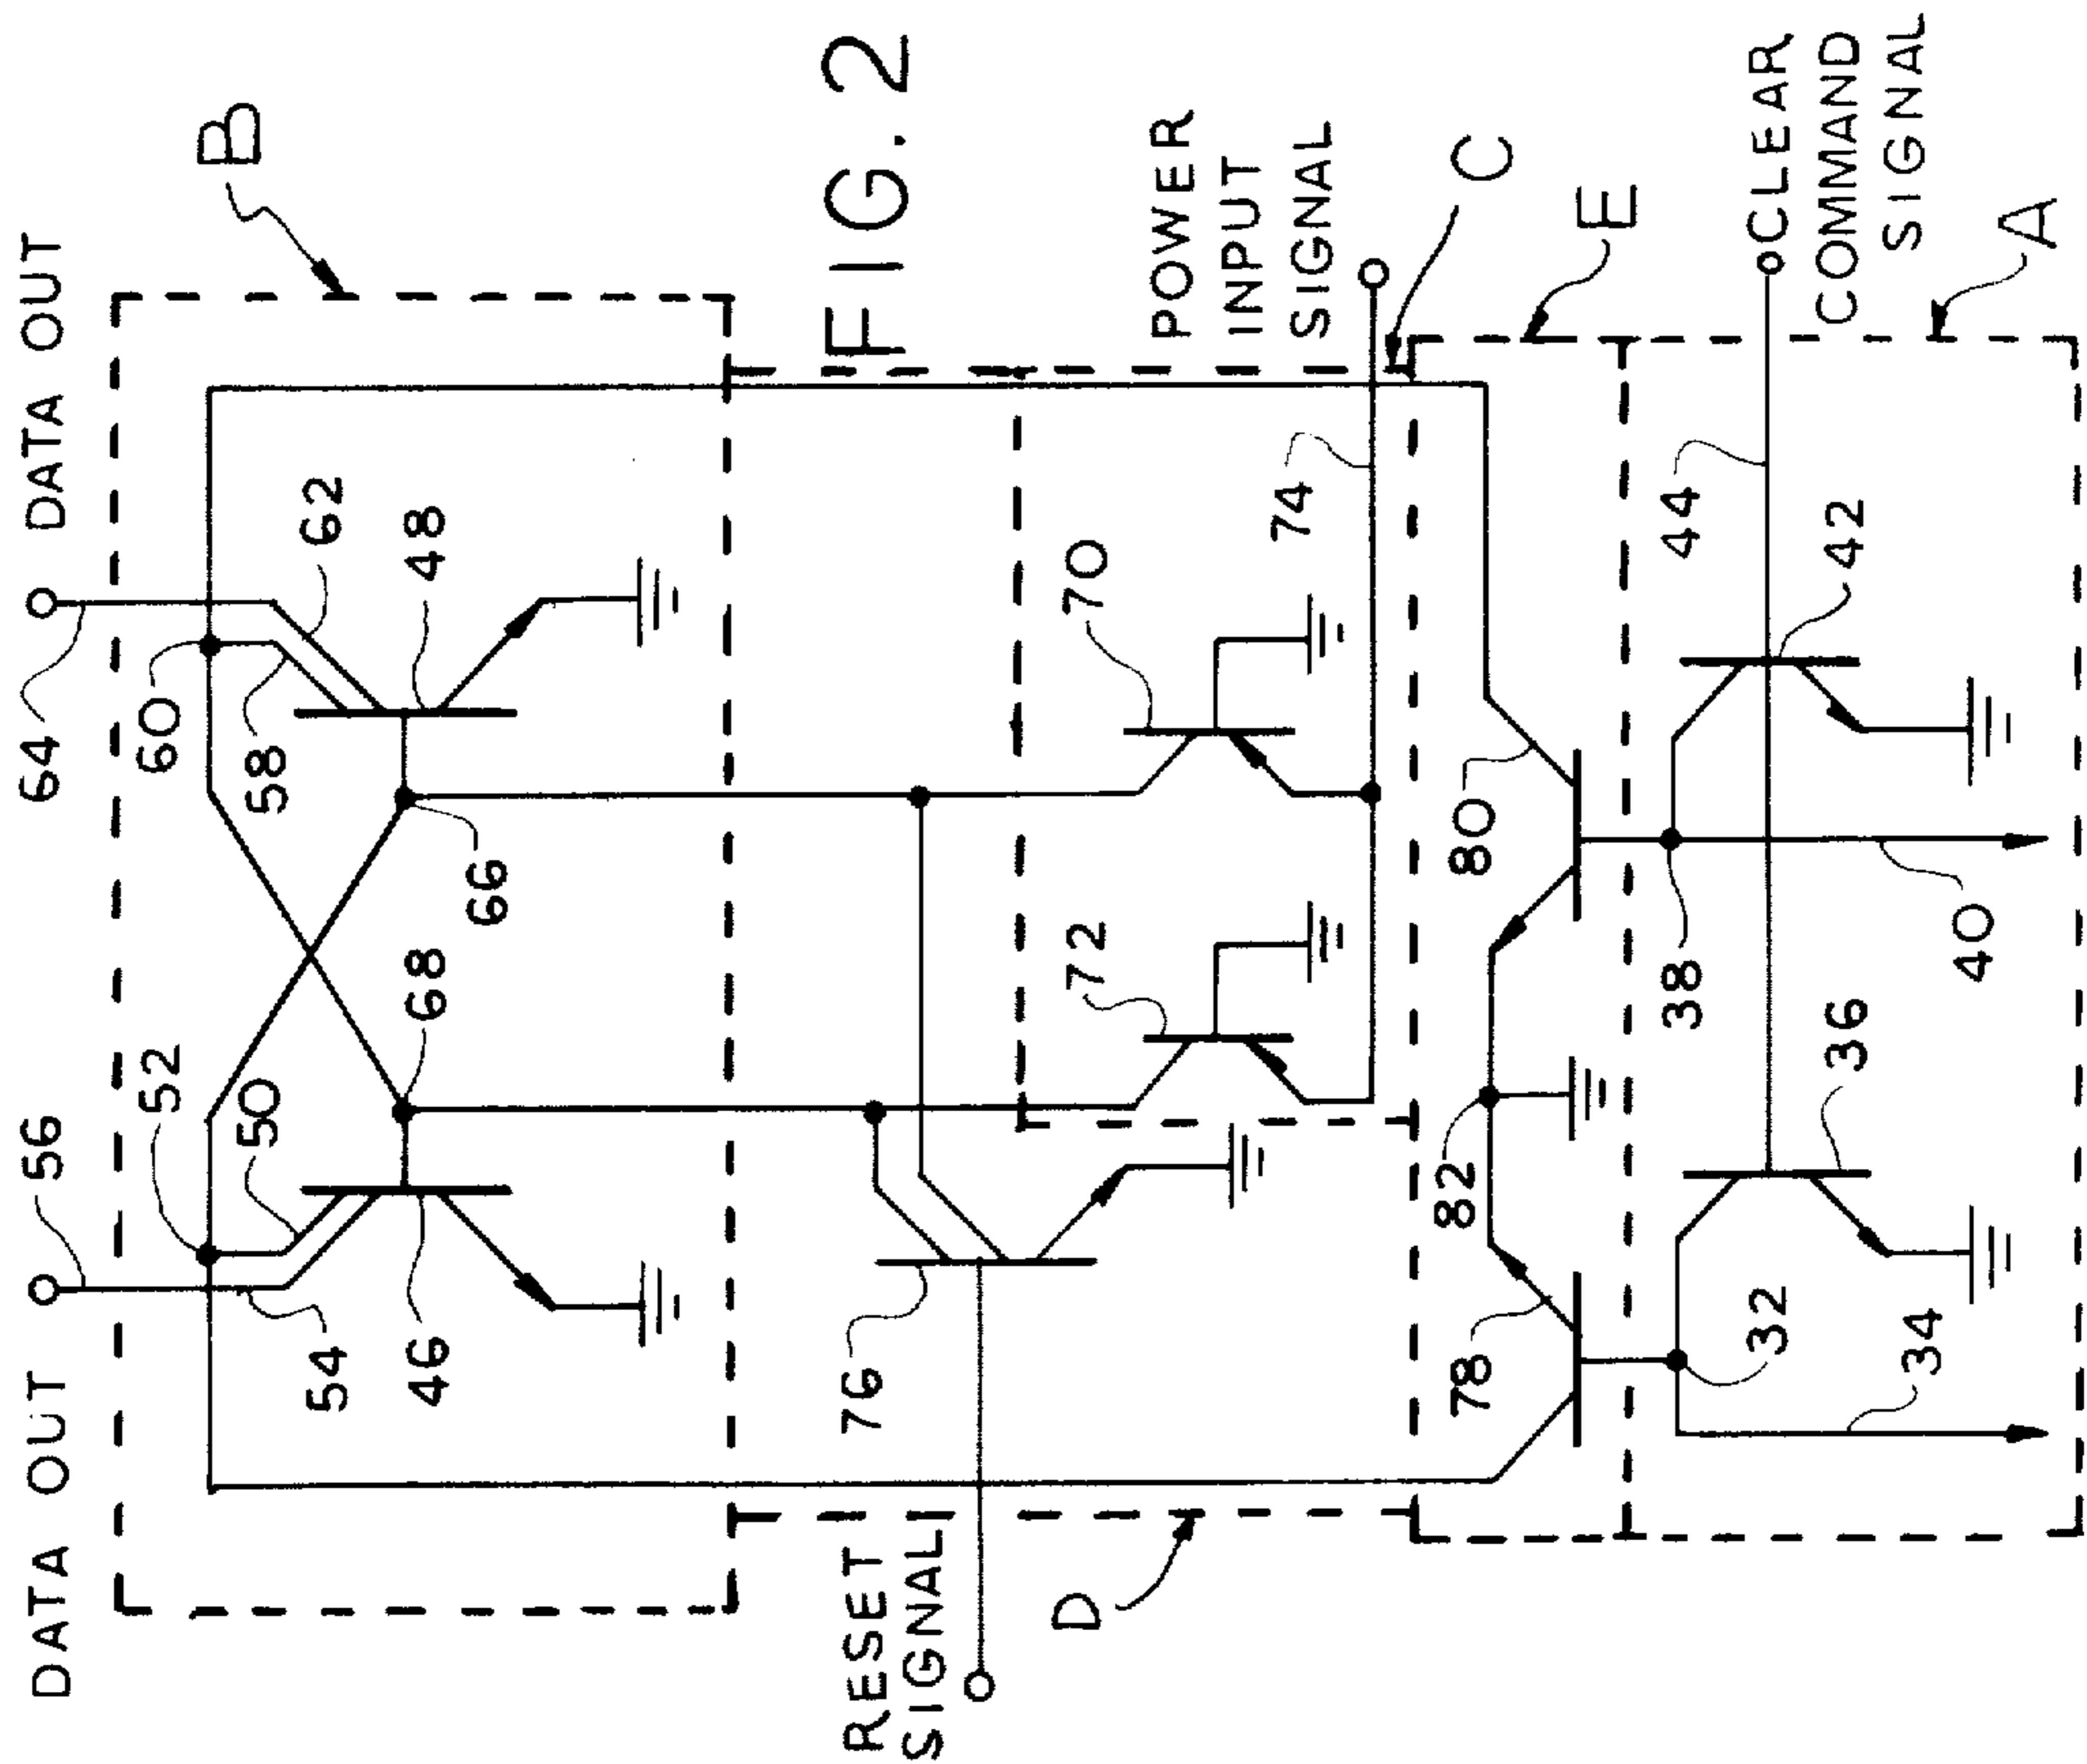 FIG. 2
DATA OUT
DATA OUT
56
64
B
52
50
54
46
68
60
58
62
48
66
RESET
SIGNAL
76
D
72
70
74
POWER
INPUT
SIGNAL
C
E
78
82
80
32
34
36
38
40
42
44
CLEAR
COMMAND
SIGNAL
A